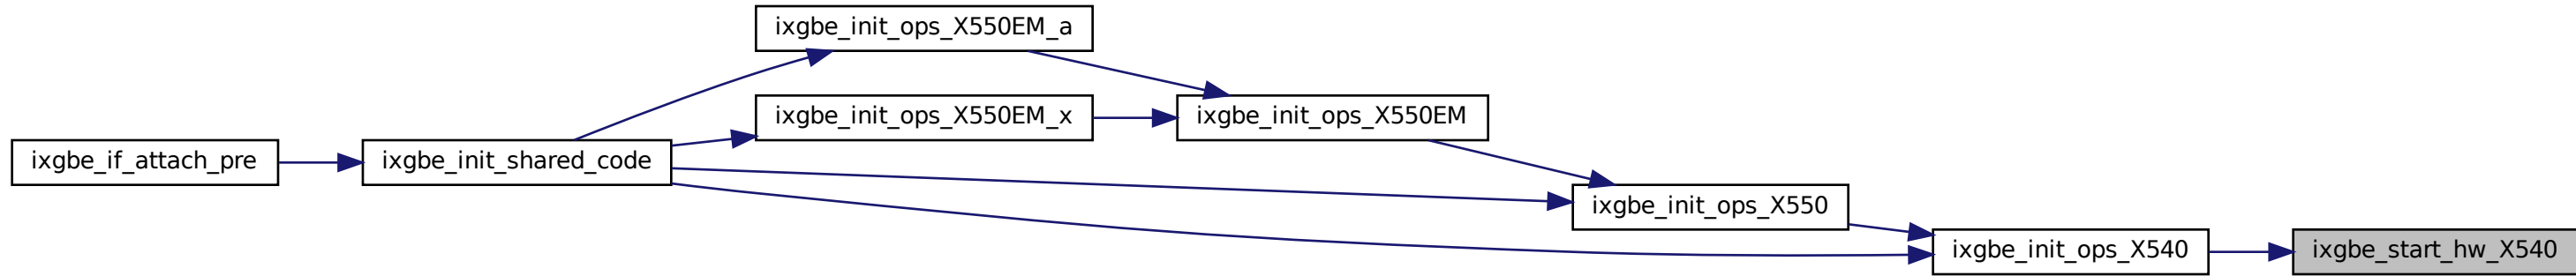 ixgbe_init_ops_X550EM_a
ixgbe_init_ops_X550EM_x
ixgbe_init_ops_X550EM
ixgbe_if_attach_pre
ixgbe_init_shared_code
ixgbe_init_ops_X550
ixgbe_init_ops_X540
ixgbe_start_hw_X540